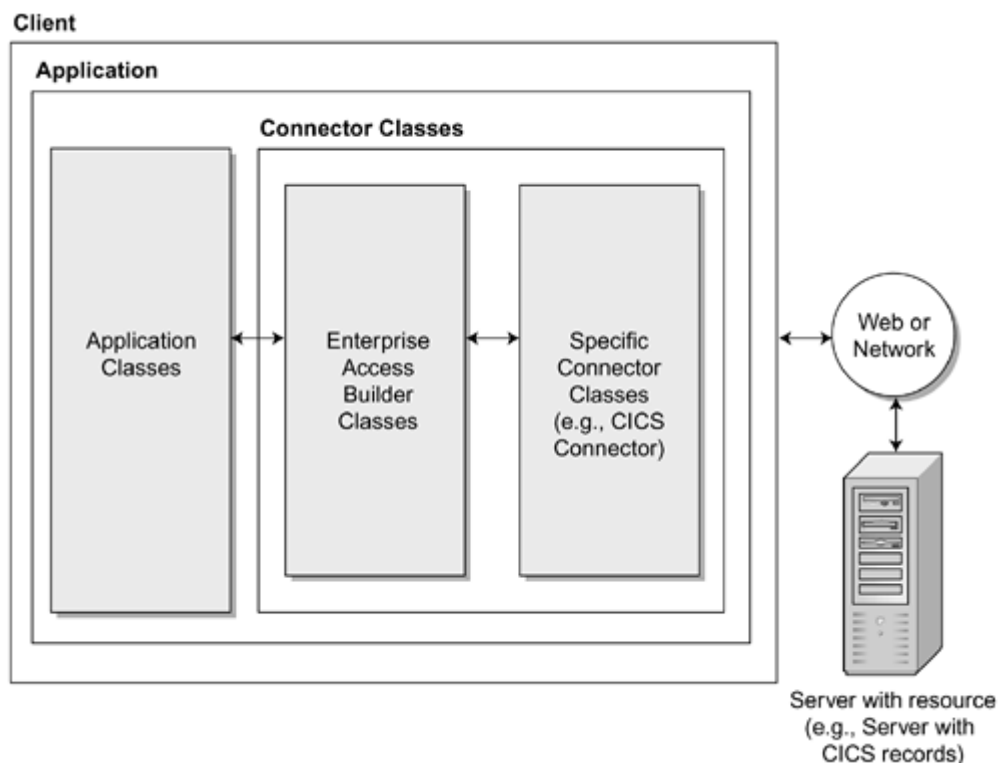 Client
Application
Connector Classes
Application
Classes
Enterprise
Access
Builder
Classes
Specific
Connector
Classes
(e.g., CICS
Connector)
Web or
Network
Server with resource
(e.g., Server with
CICS records)